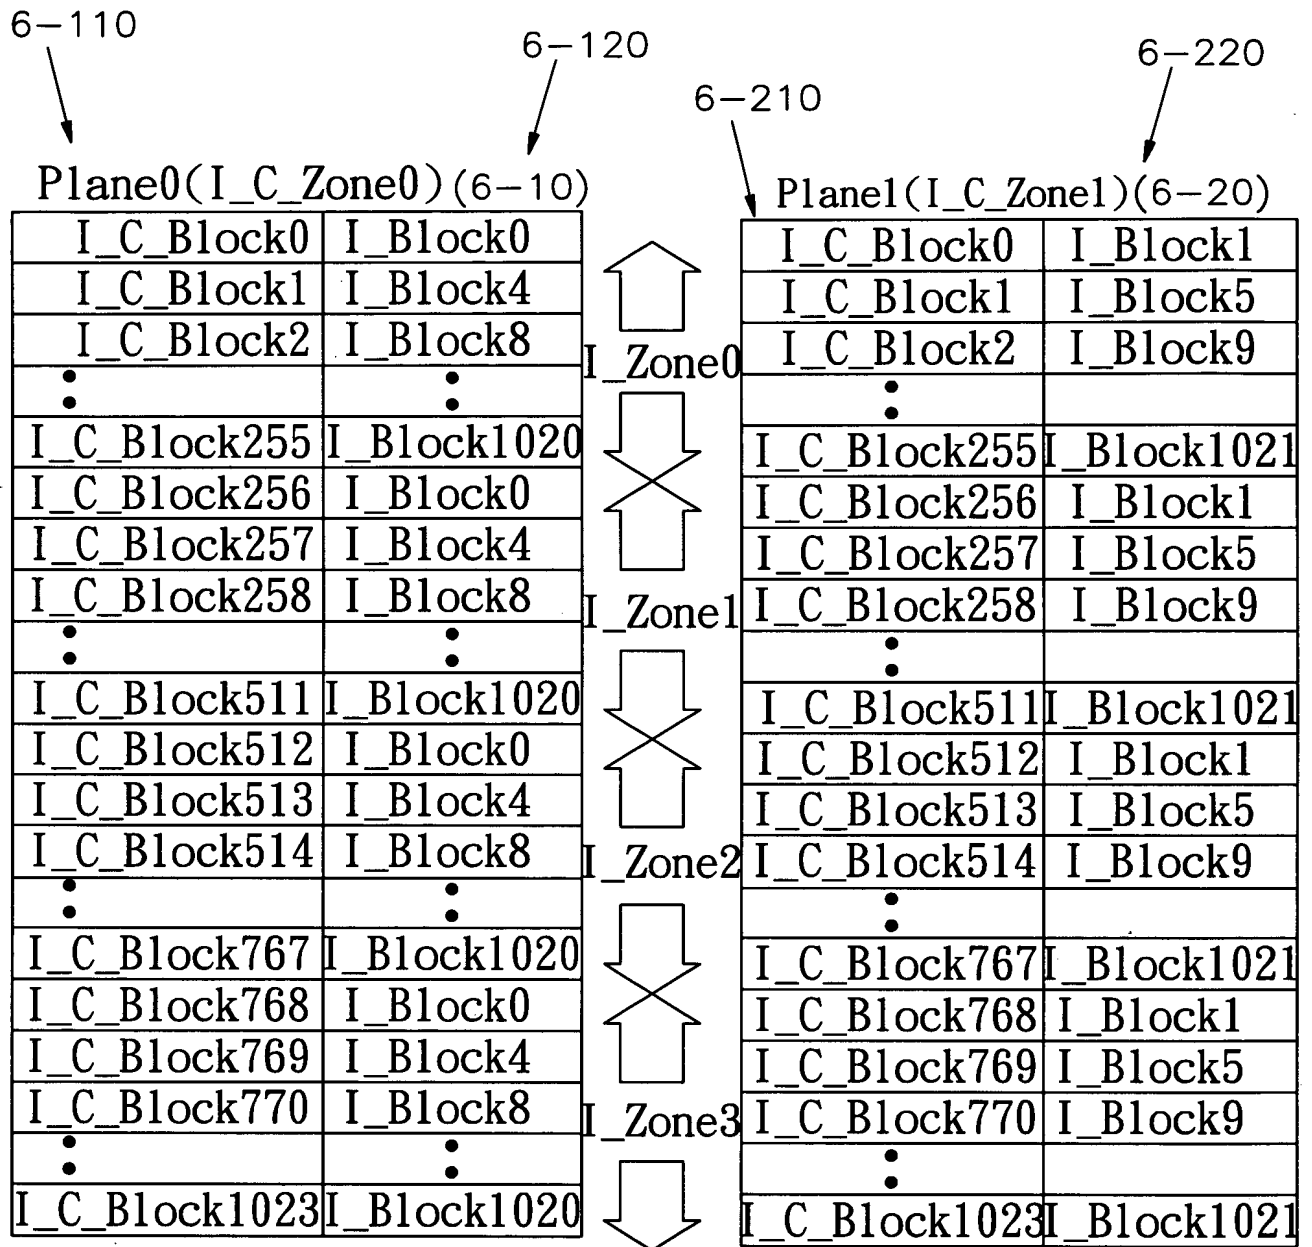 6-110
6-120
6-220
6-210
Plane0(I_C_Zone0)(6-10)
I_C_Block0 I_Block0
I_C_Block1 I_Block4
I_C_Block2 I_Block8
I_C_Block255 I_Block1020
I_C_Block256 I_Block0
I_C_Block257 I_Block4
I_C_Block258 I_Block8
I_C_Block511 I_Block1020
I_C_Block512 I_Block0
I_C_Block513 I_Block4
I_C_Block514 I_Block8
I_C_Block767 I_Block1020
I_C_Block768 I_Block0
I_C_Block769 I_Block4
I_C_Block770 I_Block8
I_C_Block1023 I_Block1020
I_Zone0
I_Zone1
I_Zone2
I_Zone3
Plane1(I_C_Zone1)(6-20)
I_C_Block0 I_Block1
I_C_Block1 I_Block5
I_C_Block2 I_Block9
I_C_Block255 I_Block1021
I_C_Block256 I_Block1
I_C_Block257 I_Block5
I_C_Block258 I_Block9
I_C_Block511 I_Block1021
I_C_Block512 I_Block1
I_C_Block513 I_Block5
I_C_Block514 I_Block9
I_C_Block767 I_Block1021
I_C_Block768 I_Block1
I_C_Block769 I_Block5
I_C_Block770 I_Block9
I_C_Block1023 I_Block1021